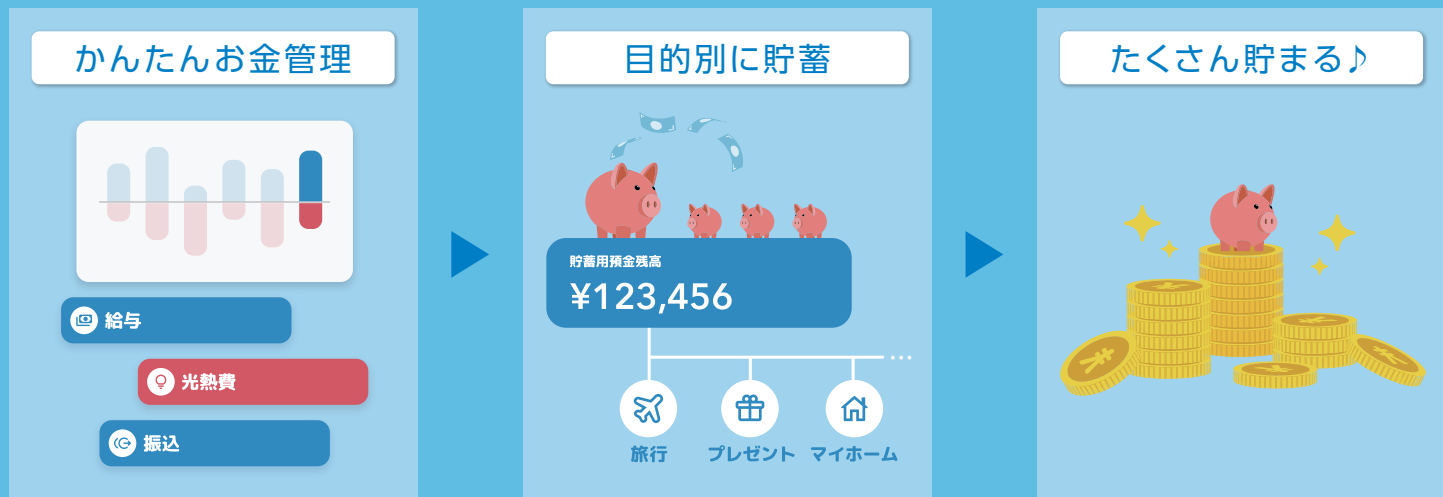 かんたんお金管理
給与
光熱費
振込
目的別に貯蓄
貯蓄用預金残高
¥123,456
旅行
プレゼント
マイホーム
たくさん貯まる♪